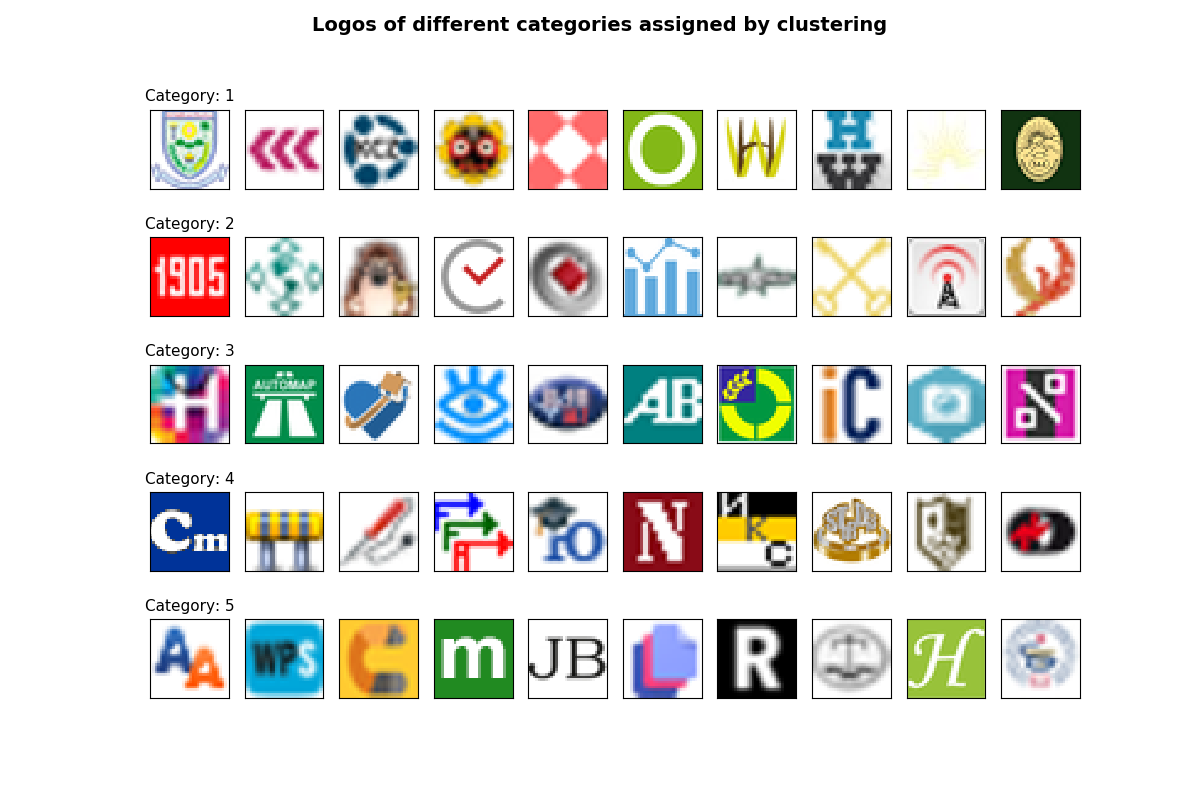 Logos of different categories assigned by clustering
Category: 1
KCZ
W
H
W
Category: 2
1905
Category: 3
H
AUTOMAP
AB
iC
%
Category: 4
Cm
F
F
A
Ю
N
И
К
С
Category: 5
AA
WPS
C
m
JB
R
H